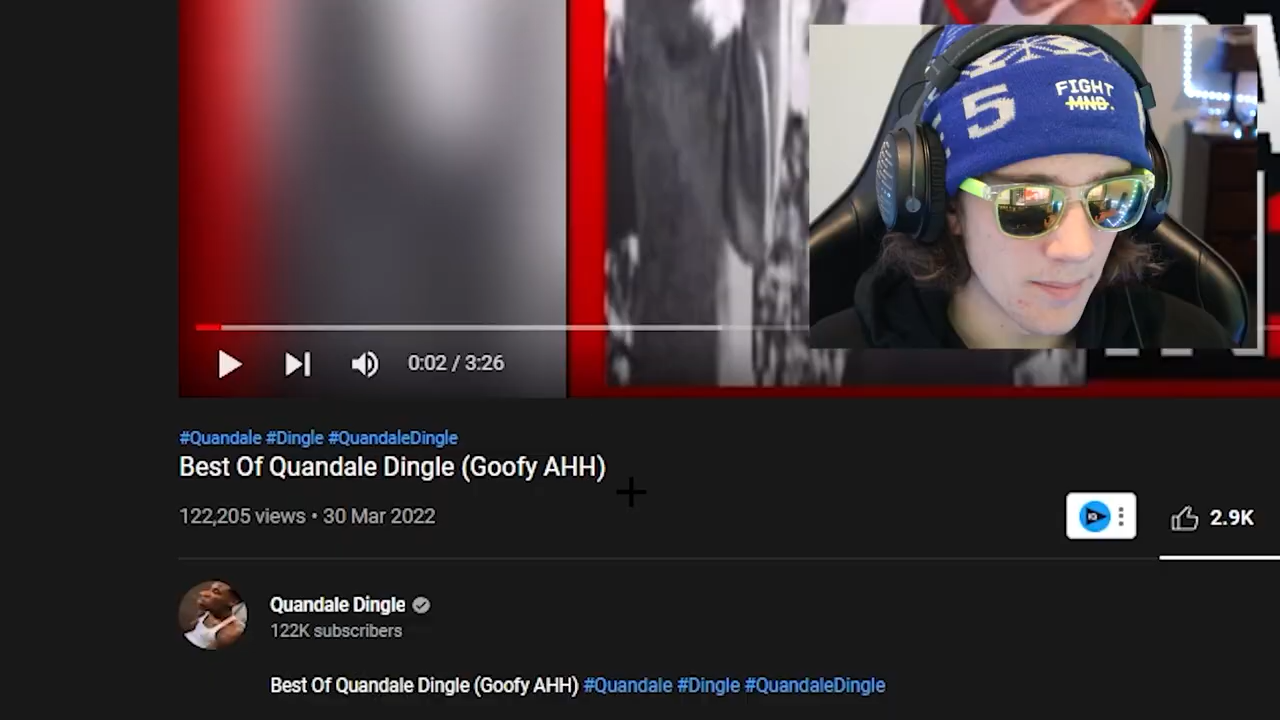 5
FIGHT
MND.
0:02 / 3:26
#Quandale #Dingle #QuandaleDingle
Best Of Quandale Dingle (Goofy AHH)
122,205 views • 30 Mar 2022
2.9K
Quandale Dingle
122K subscribers
Best Of Quandale Dingle (Goofy AHH) #Quandale #Dingle #QuandaleDingle